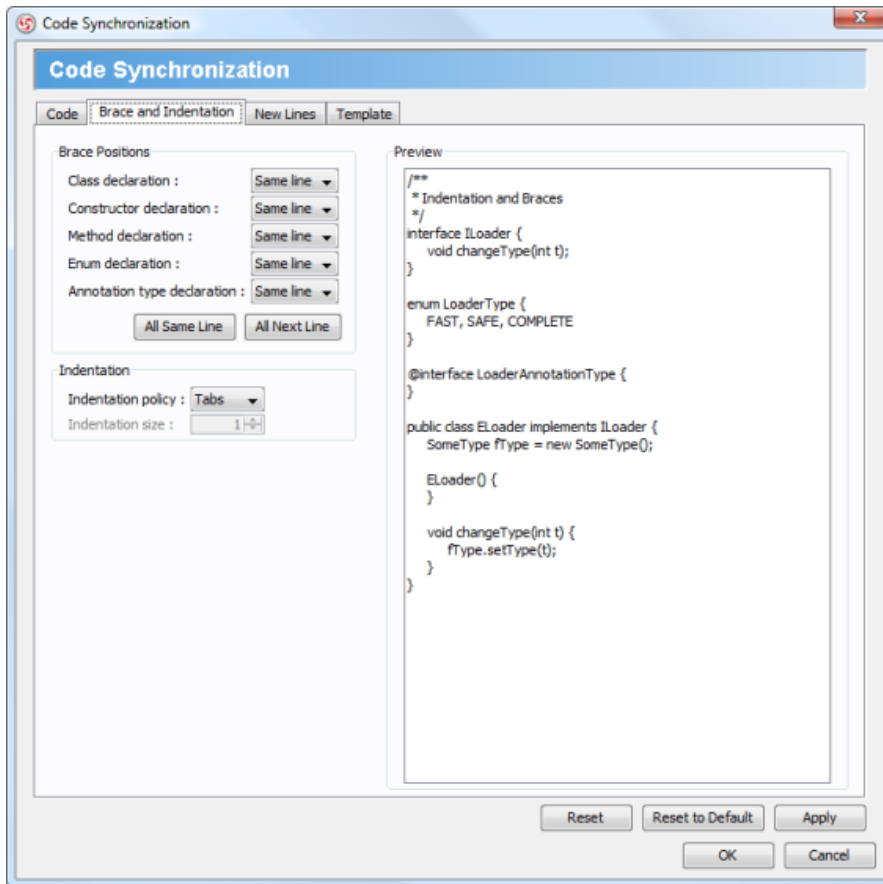 Code Synchronization
Code Synchronization
Code
Brace and Indentation
New Lines
Template
Brace Positions
Class declaration : Same line
Constructor declaration : Same line
Method declaration : Same line
Enum declaration : Same line
Annotation type declaration : Same line
All Same Line
All Next Line
Indentation
Indentation policy : Tabs
Indentation size : 1
Preview
/**
 * Indentation and Braces
 */
interface ILoader {
    void changeType(int t);
}
enum LoaderType {
    FAST, SAFE, COMPLETE
}
@interface LoaderAnnotationType {
}
public class ELoader implements ILoader {
    SomeType fType = new SomeType();
    ELoader() {
    }
    void changeType(int t) {
        fType.setType(t);
    }
}
Reset
Reset to Default
Apply
OK
Cancel